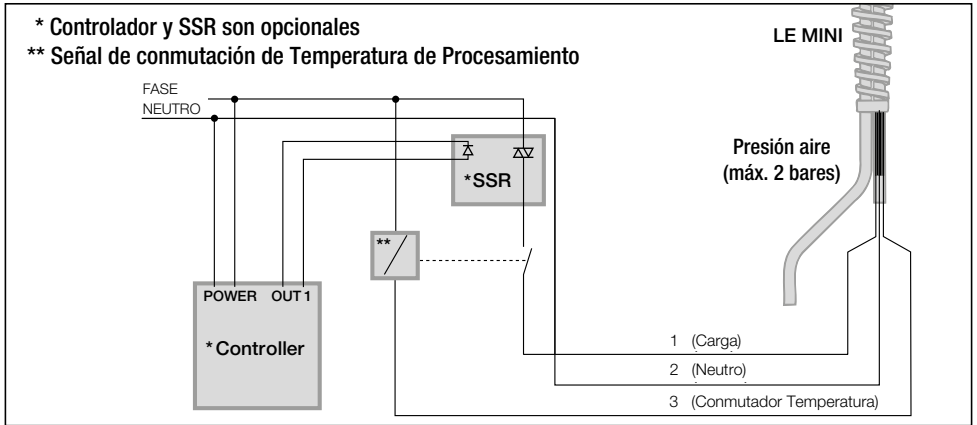 * Controlador y SSR son opcionales
** Señal de conmutación de Temperatura de Procesamiento
LE MINI
FASE
NEUTRO
Presión aire
(máx. 2 bares)
*SSR
**
POWER OUT 1
*Controller
1 (Carga)
2 (Neutro)
3 (Conmutador Temperatura)